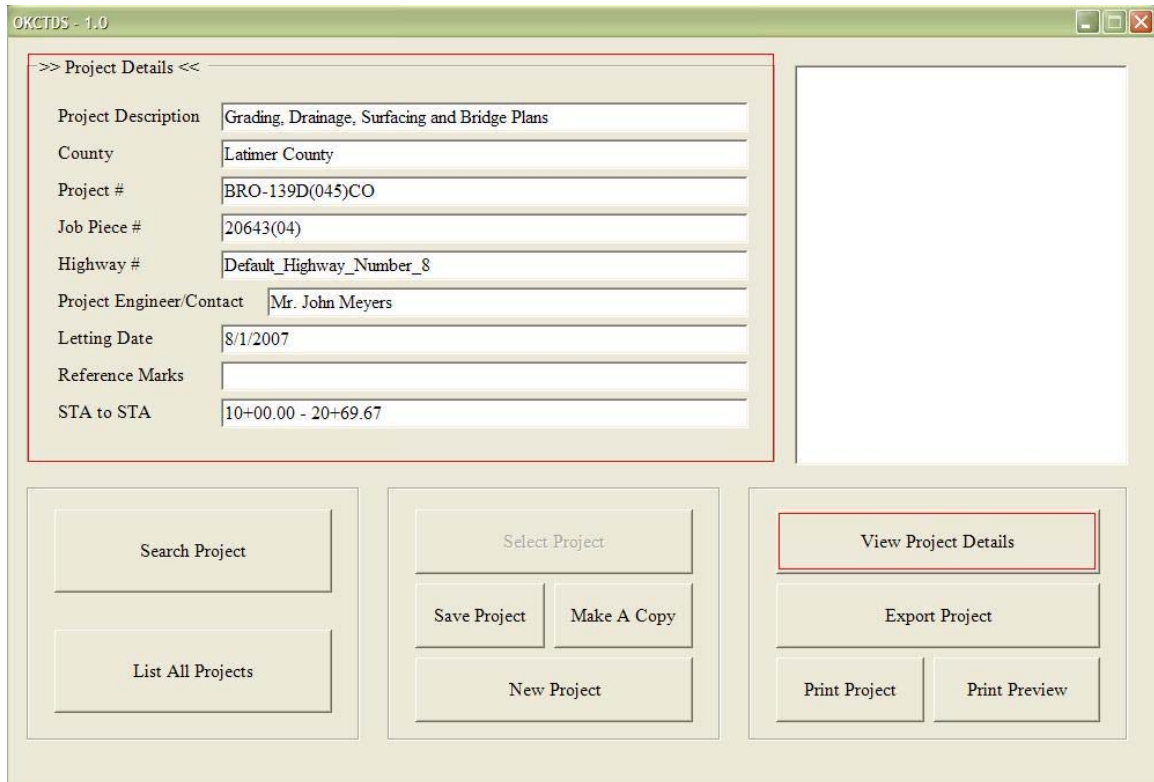 OKCTDS - 1.0
>> Project Details <<
Project Description Grading, Drainage, Surfacing and Bridge Plans
County Latimer County
Project # BRO-139D(045)CO
Job Piece # 20643(04)
Highway # Default_Highway_Number_8
Project Engineer/Contact Mr. John Meyers
Letting Date 8/1/2007
Reference Marks
STA to STA 10+00.00 - 20+69.67
Search Project
List All Projects
Select Project
Save Project Make A Copy
New Project
View Project Details
Export Project
Print Project Print Preview